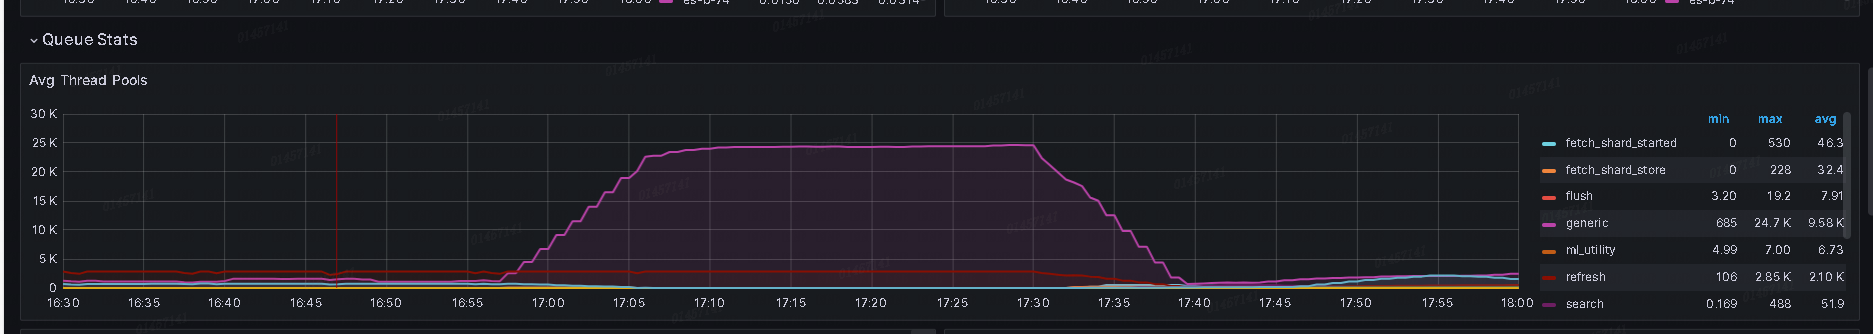 Queue Stats
Avg Thread Pools
30 K
25 K
20 K
15 K
10 K
5 K
0
16:30 16:35 16:40 16:45 16:50 16:55 17:00 17:05 17:10 17:15 17:20 17:25 17:30 17:35 17:40 17:45 17:50 17:55 18:00
min max avg
fetch_shard_started 0 530 46.3
fetch_shard_store 0 228 32.4
flush 3.20 19.2 7.91
generic 685 24.7 K 9.58 K
ml_utility 4.99 7.00 6.73
refresh 106 2.85 K 2.10 K
search 0.169 488 51.9